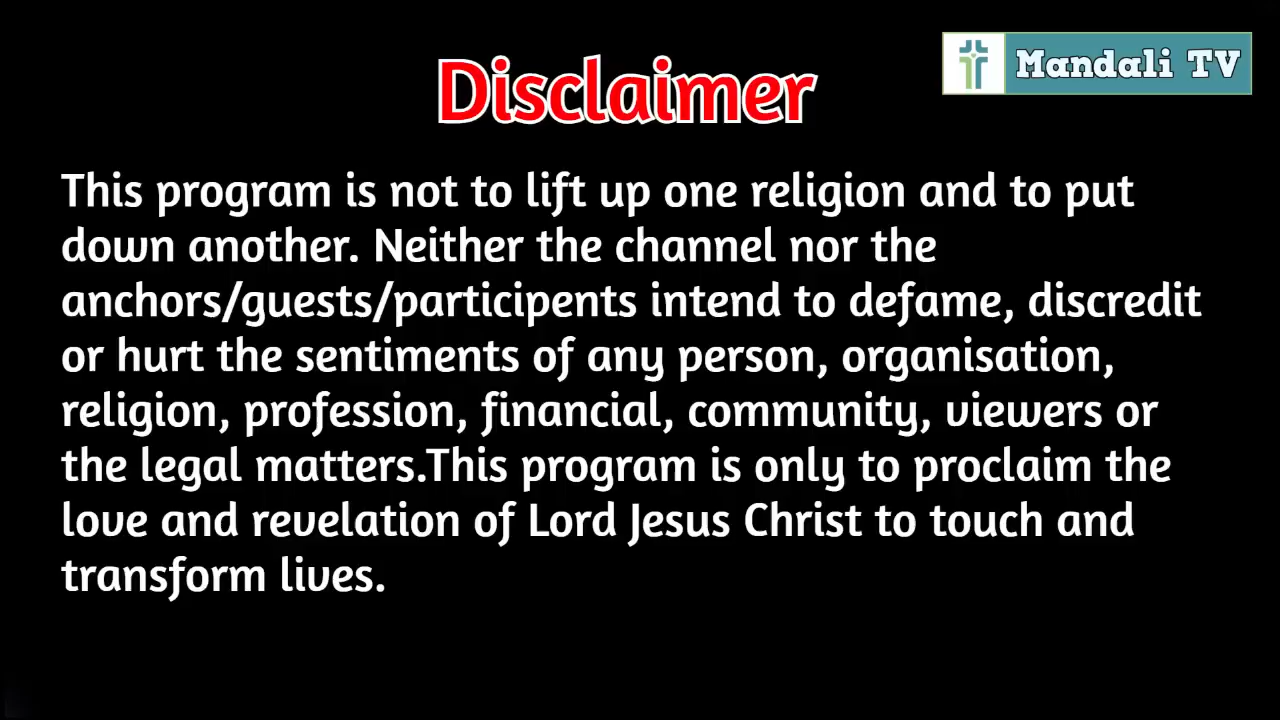 Disclaimer
Mandali TV
This program is not to lift up one religion and to put
down another. Neither the channel nor the
anchors/guests/participents intend to defame, discredit
or hurt the sentiments of any person, organisation,
religion, profession, financial, community, viewers or
the legal matters.This program is only to proclaim the
love and revelation of Lord Jesus Christ to touch and
transform lives.